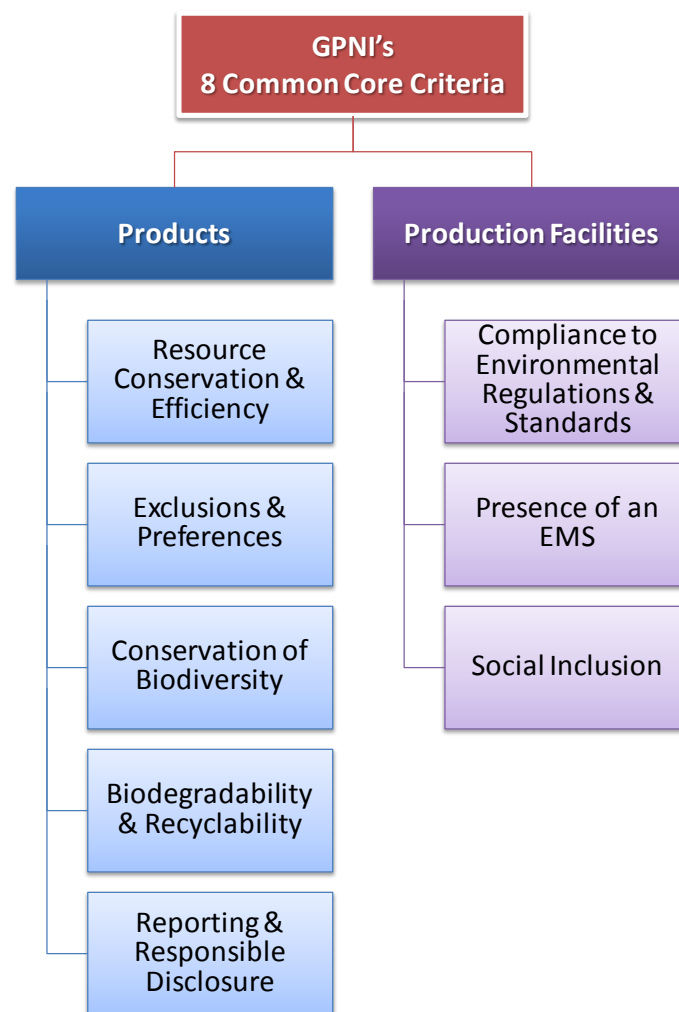 GPNI's
8 Common Core Criteria
Products
Resource
Conservation &
Efficiency
Exclusions &
Preferences
Conservation of
Biodiversity
Biodegradability
& Recyclability
Reporting &
Responsible
Disclosure
Production Facilities
Compliance to
Environmental
Regulations &
Standards
Presence of an
EMS
Social Inclusion